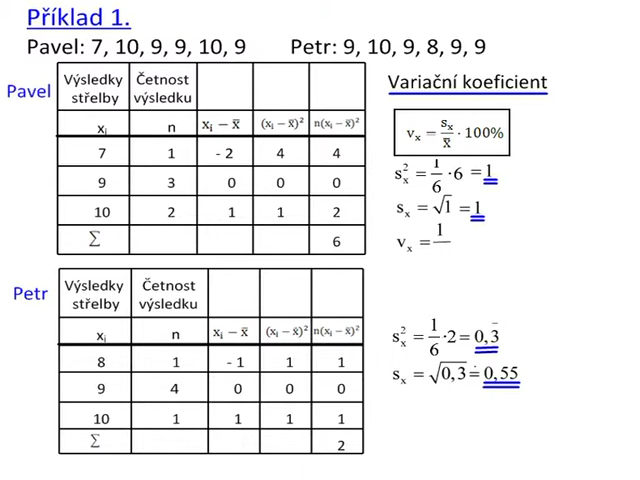 Příklad 1.
Pavel: 7, 10, 9, 9, 10, 9 Petr: 9, 10, 9, 8, 9, 9
Pavel
Výsledky střelby Četnost výsledku
xᵢ n xᵢ − x̄ (xᵢ − x̄)² n(xᵢ − x̄)²
7 1 - 2 4 4
9 3 0 0 0
10 2 1 1 2
∑ 6
Variační koeficient
vₓ = sₓ/x̄ · 100%
sₓ² = 1/6 · 6 = 1
sₓ = √1 = 1
vₓ = 1/
Petr
Výsledky střelby Četnost výsledku
xᵢ n xᵢ − x̄ (xᵢ − x̄)² n(xᵢ − x̄)²
8 1 - 1 1 1
9 4 0 0 0
10 1 1 1 1
∑ 2
sₓ² = 1/6 · 2 = 0,3̄
sₓ = √0,3 ≐ 0,55